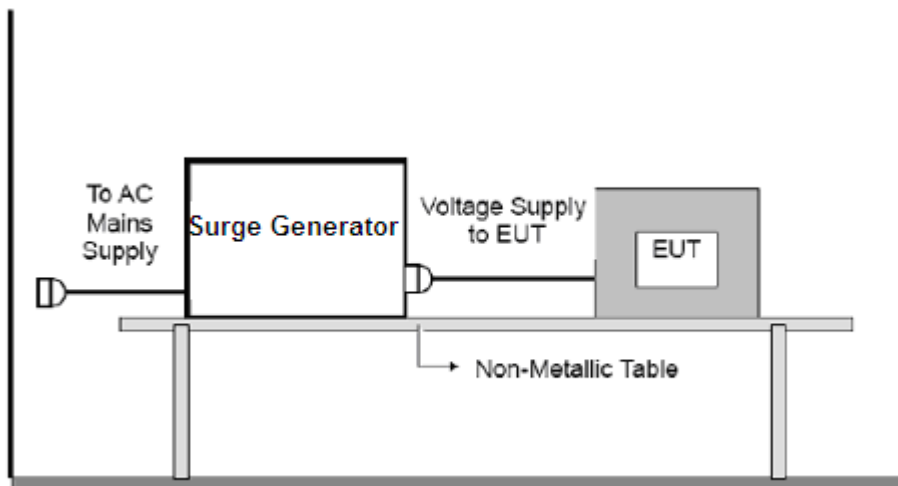 To AC
Mains
Supply
Surge Generator
Voltage Supply
to EUT
EUT
Non-Metallic Table